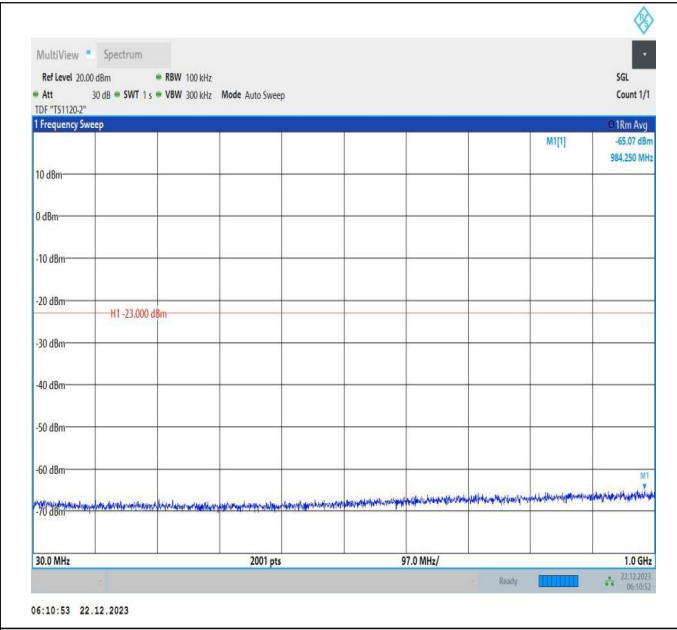 R&S
MultiView Spectrum
Ref Level 20.00 dBm RBW 100 kHz SGL
Att 30 dB SWT 1 s VBW 300 kHz Mode Auto Sweep Count 1/1
TDF "TS1120-2"
1 Frequency Sweep 1Rm Avg
M1[1] -65.07 dBm
984.250 MHz
10 dBm
0 dBm
-10 dBm
-20 dBm
H1 -23.000 dBm
-30 dBm
-40 dBm
-50 dBm
-60 dBm
M1
-70 dBm
30.0 MHz 2001 pts 97.0 MHz/ 1.0 GHz
Ready 22.12.2023
06:10:52
06:10:53 22.12.2023